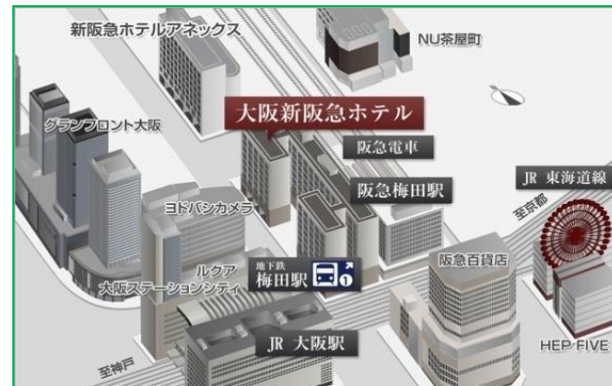 新阪急ホテルアネックス
NU茶屋町
大阪新阪急ホテル
グランフロント大阪
阪急電車
JR 東海道線
阪急梅田駅
至京都
ヨドバシカメラ
地下鉄
梅田駅
1
阪急百貨店
ルクア
大阪ステーションシティ
JR 大阪駅
HEP FIVE
至神戸